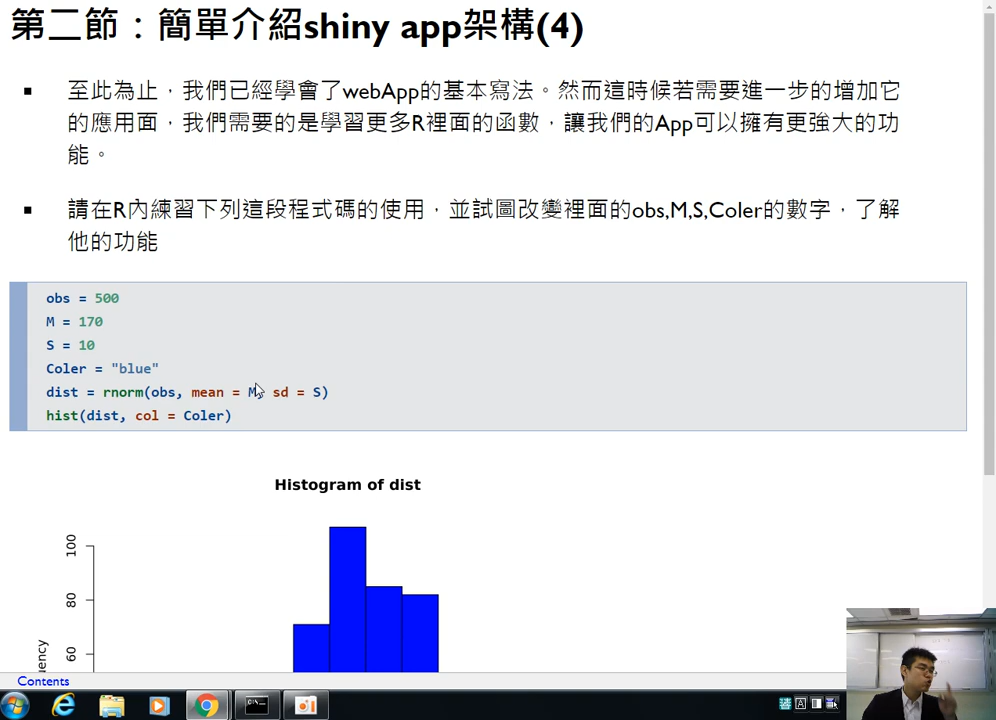 第二節：簡單介紹shiny app架構(4)
至此為止，我們已經學會了webApp的基本寫法。然而這時候若需要進一步的增加它
的應用面，我們需要的是學習更多R裡面的函數，讓我們的App可以擁有更強大的功
能。
請在R內練習下列這段程式碼的使用，並試圖改變裡面的obs,M,S,Coler的數字，了解
他的功能
obs = 500
M = 170
S = 10
Coler = "blue"
dist = rnorm(obs, mean = M, sd = S)
hist(dist, col = Coler)
Histogram of dist
100
80
60
Contents